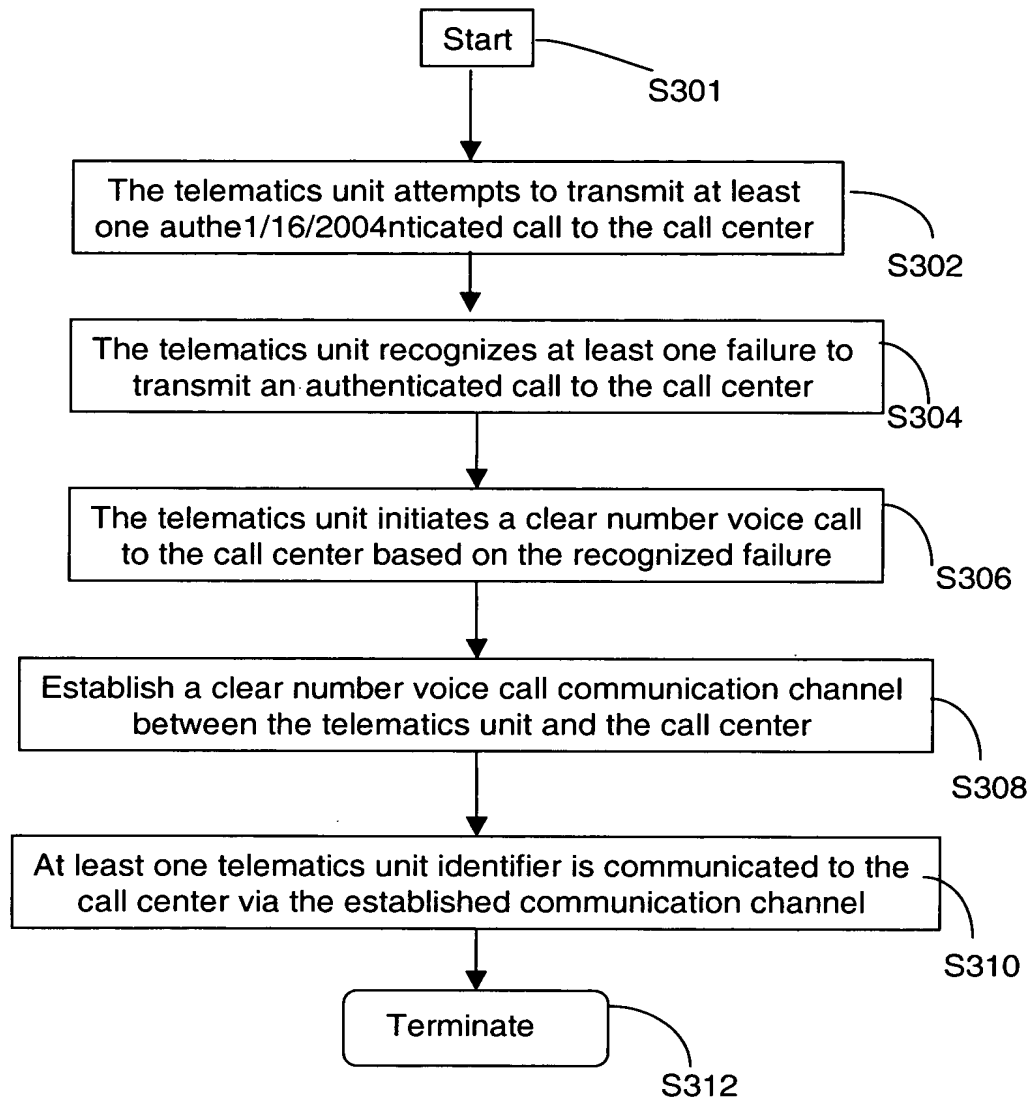 Start
S301
The telematics unit attempts to transmit at least
one authe1/16/2004nticated call to the call center
S302
The telematics unit recognizes at least one failure to
transmit an authenticated call to the call center
S304
The telematics unit initiates a clear number voice call
to the call center based on the recognized failure
S306
Establish a clear number voice call communication channel
between the telematics unit and the call center
S308
At least one telematics unit identifier is communicated to the
call center via the established communication channel
S310
Terminate
S312